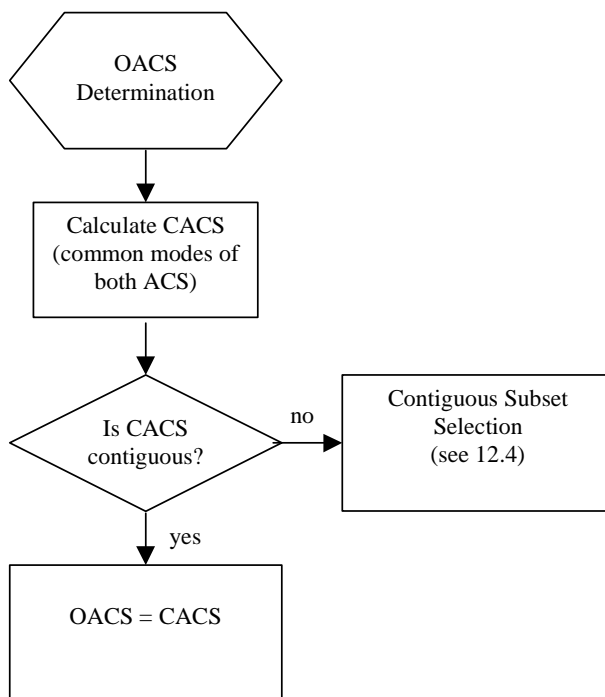 OACS
Determination
Calculate CACS
(common modes of
both ACS)
Is CACS
contiguous?
no
Contiguous Subset
Selection
(see 12.4)
yes
OACS = CACS